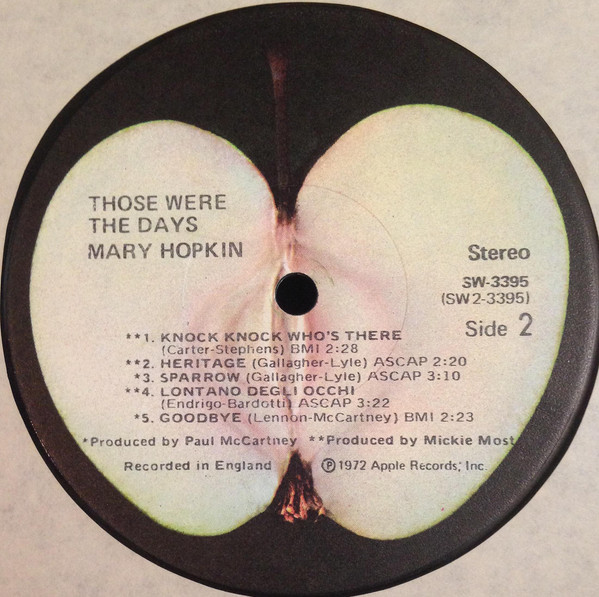 THOSE WERE
THE DAYS
MARY HOPKIN
Stereo
SW-3395
(SW2-3395)
Side 2
**1. KNOCK KNOCK WHO'S THERE
(Carter-Stephens) BMI 2:28
**2. HERITAGE (Gallagher-Lyle) ASCAP 2:20
*3. SPARROW (Gallagher-Lyle) ASCAP 3:10
**4. LONTANO DEGLI OCCHI
(Endrigo-Bardotti) ASCAP 3:22
*5. GOODBYE (Lennon-McCartney) BMI 2:23
*Produced by Paul McCartney **Produced by Mickie Most
Recorded in England ℗1972 Apple Records, Inc.